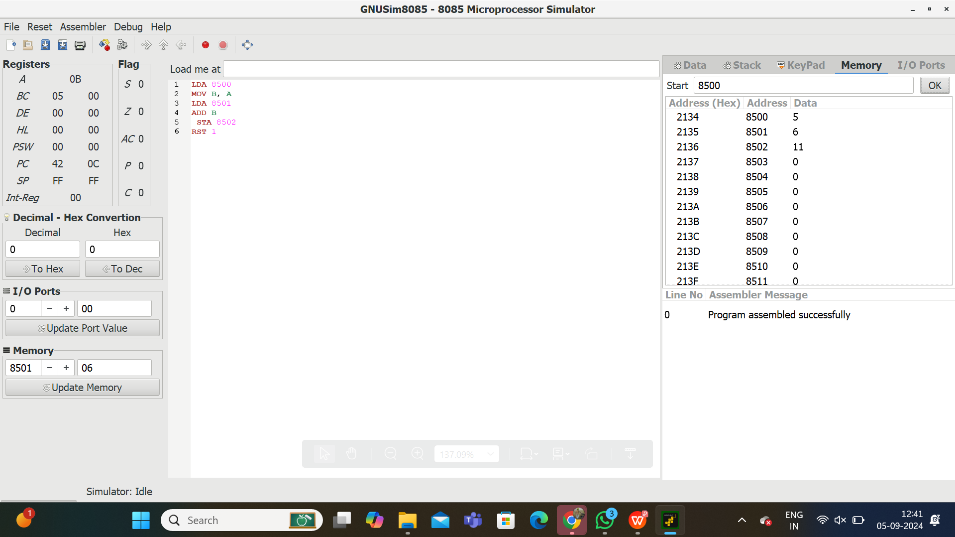 GNUSim8085 - 8085 Microprocessor Simulator
File Reset Assembler Debug Help
Registers
A 0B
BC 05 00
DE 00 00
HL 00 00
PSW 00 00
PC 42 0C
SP FF FF
Int-Reg 00
Flag
S 0
Z 0
AC 0
P 0
C 0
Decimal - Hex Convertion
Decimal Hex
0 0
To Hex To Dec
I/O Ports
0 - + 00
Update Port Value
Memory
8501 - + 06
Update Memory
Simulator: Idle
Load me at
1 LDA 8500
2 MOV B, A
3 LDA 8501
4 ADD B
5 STA 8502
6 RST 1
157.09%
Data Stack KeyPad Memory I/O Ports
Start 8500 OK
Address (Hex) Address Data
2134 8500 5
2135 8501 6
2136 8502 11
2137 8503 0
2138 8504 0
2139 8505 0
213A 8506 0
213B 8507 0
213C 8508 0
213D 8509 0
213E 8510 0
213F 8511 0
Line No Assembler Message
0 Program assembled successfully
1
Search
3
ENG
IN
12:41
05-09-2024